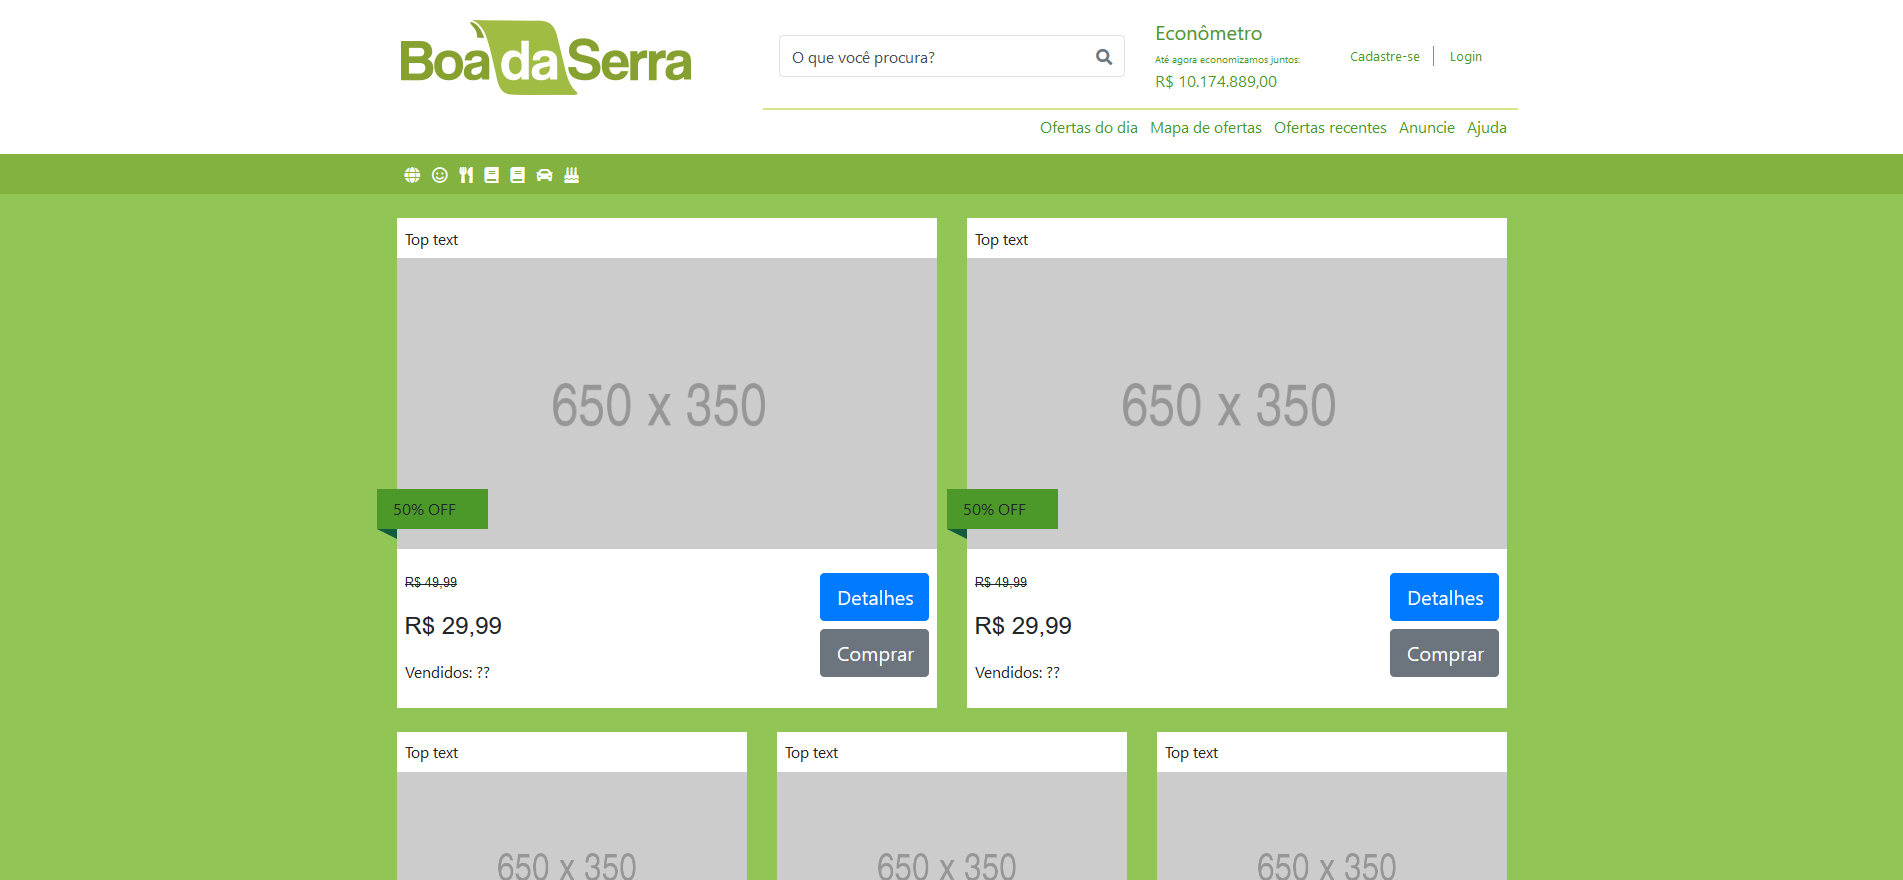 Boa da Serra
O que você procura?
Econômetro
Até agora economizamos juntos:
R$ 10.174.889,00
Cadastre-se
Login
Ofertas do dia Mapa de ofertas Ofertas recentes Anuncie Ajuda
Top text
650 x 350
50% OFF
R$ 49,99
R$ 29,99
Vendidos: ??
Detalhes
Comprar
Top text
650 x 350
50% OFF
R$ 49,99
R$ 29,99
Vendidos: ??
Detalhes
Comprar
Top text
650 x 350
Top text
650 x 350
Top text
650 x 350